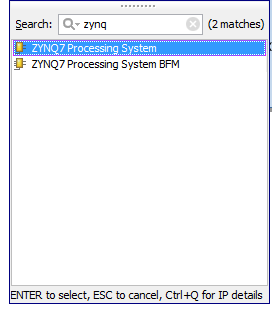 Search: zynq (2 matches)
ZYNQ7 Processing System
ZYNQ7 Processing System BFM
ENTER to select, ESC to cancel, Ctrl+Q for IP details